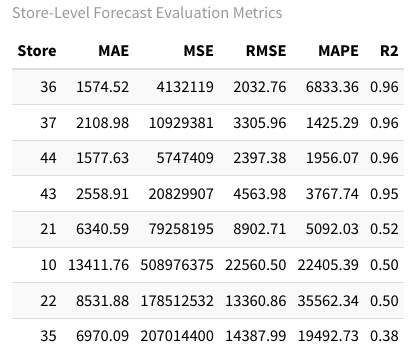 Store-Level Forecast Evaluation Metrics
Store MAE MSE RMSE MAPE R2
36 1574.52 4132119 2032.76 6833.36 0.96
37 2108.98 10929381 3305.96 1425.29 0.96
44 1577.63 5747409 2397.38 1956.07 0.96
43 2558.91 20829907 4563.98 3767.74 0.95
21 6340.59 79258195 8902.71 5092.03 0.52
10 13411.76 508976375 22560.50 22405.39 0.50
22 8531.88 178512532 13360.86 35562.34 0.50
35 6970.09 207014400 14387.99 19492.73 0.38